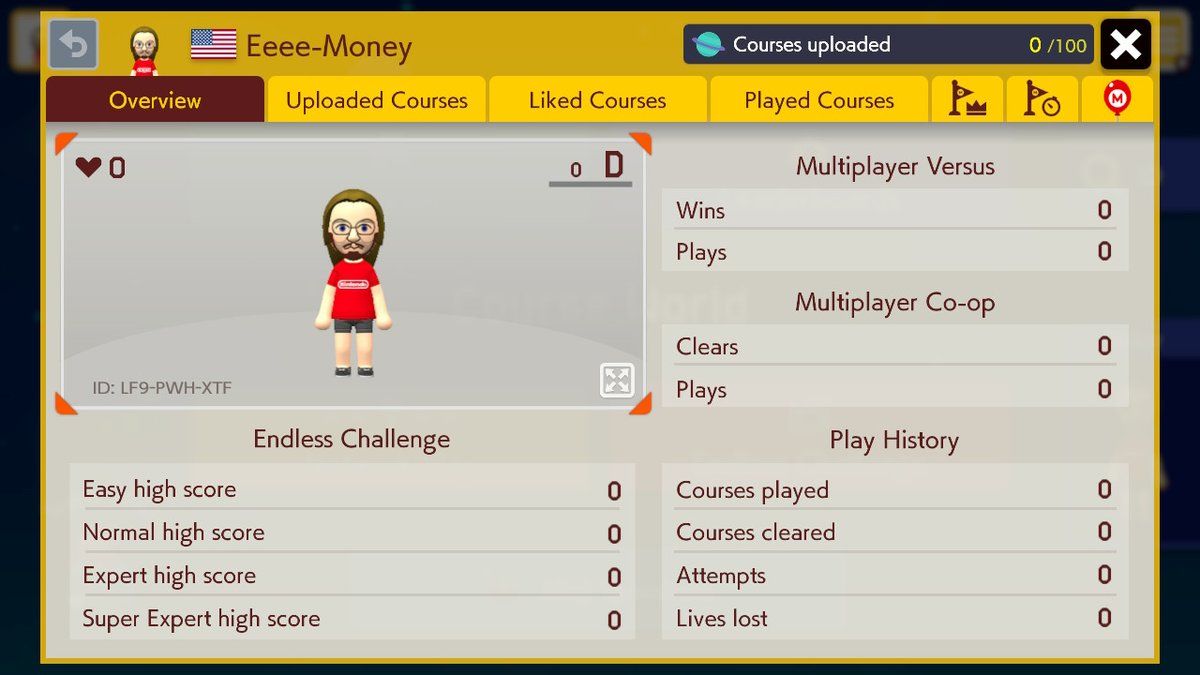 Eeee-Money
Courses uploaded 0 /100
Overview
Uploaded Courses
Liked Courses
Played Courses
M
0
0 D
Nintendo
ID: LF9-PWH-XTF
Multiplayer Versus
Wins 0
Plays 0
Multiplayer Co-op
Clears 0
Plays 0
Endless Challenge
Easy high score 0
Normal high score 0
Expert high score 0
Super Expert high score 0
Play History
Courses played 0
Courses cleared 0
Attempts 0
Lives lost 0
Course World